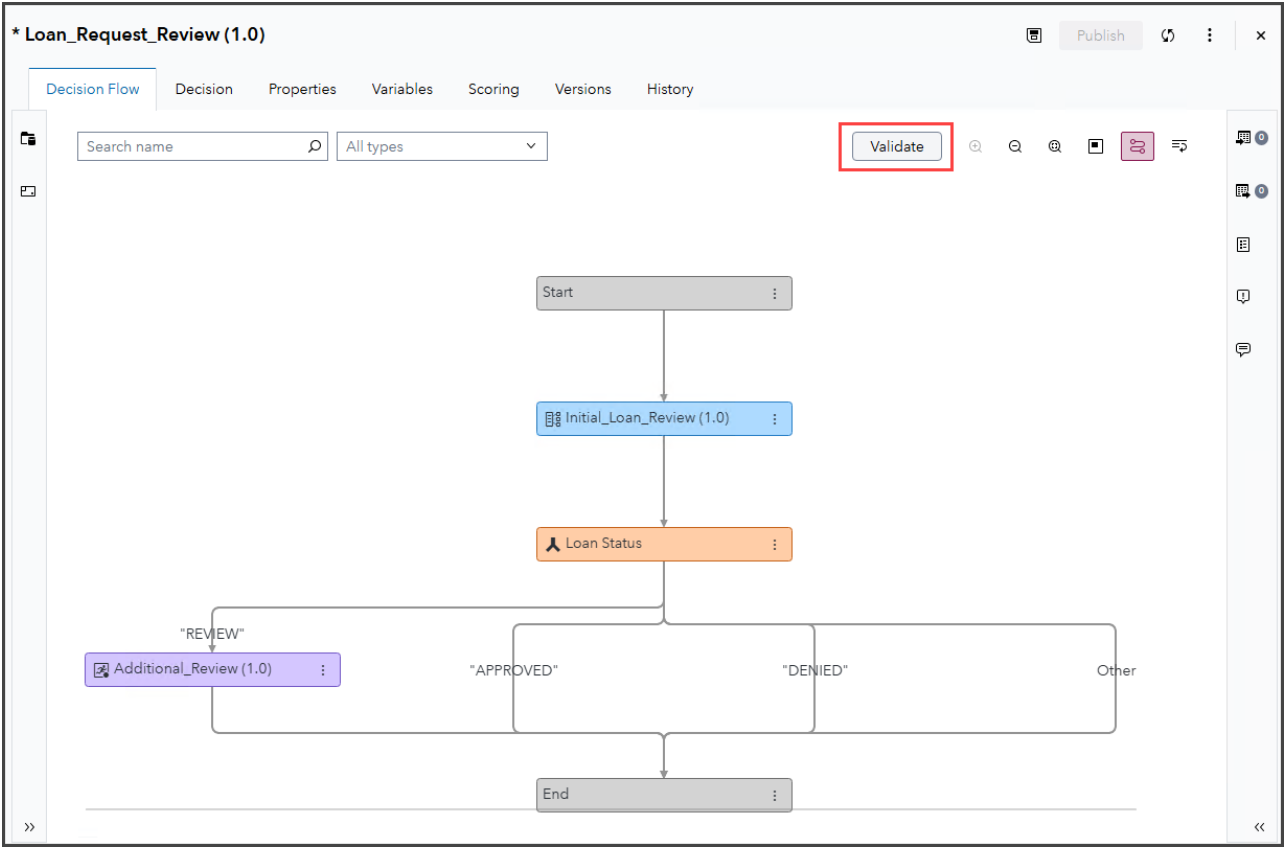 * Loan_Request_Review (1.0)
Publish
Decision Flow Decision Properties Variables Scoring Versions History
Search name
All types
Validate
0
0
Start
Initial_Loan_Review (1.0)
Loan Status
"REVIEW"
Additional_Review (1.0)
"APPROVED"
"DENIED"
Other
End